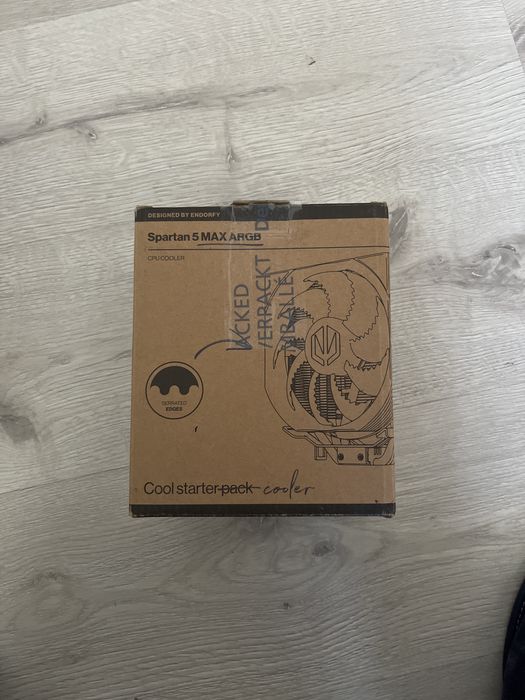 DESIGNED BY ENDORFY
Spartan 5 MAX ARGB
CPU COOLER
SERRATED
EDGES
Cool starter pack cooler